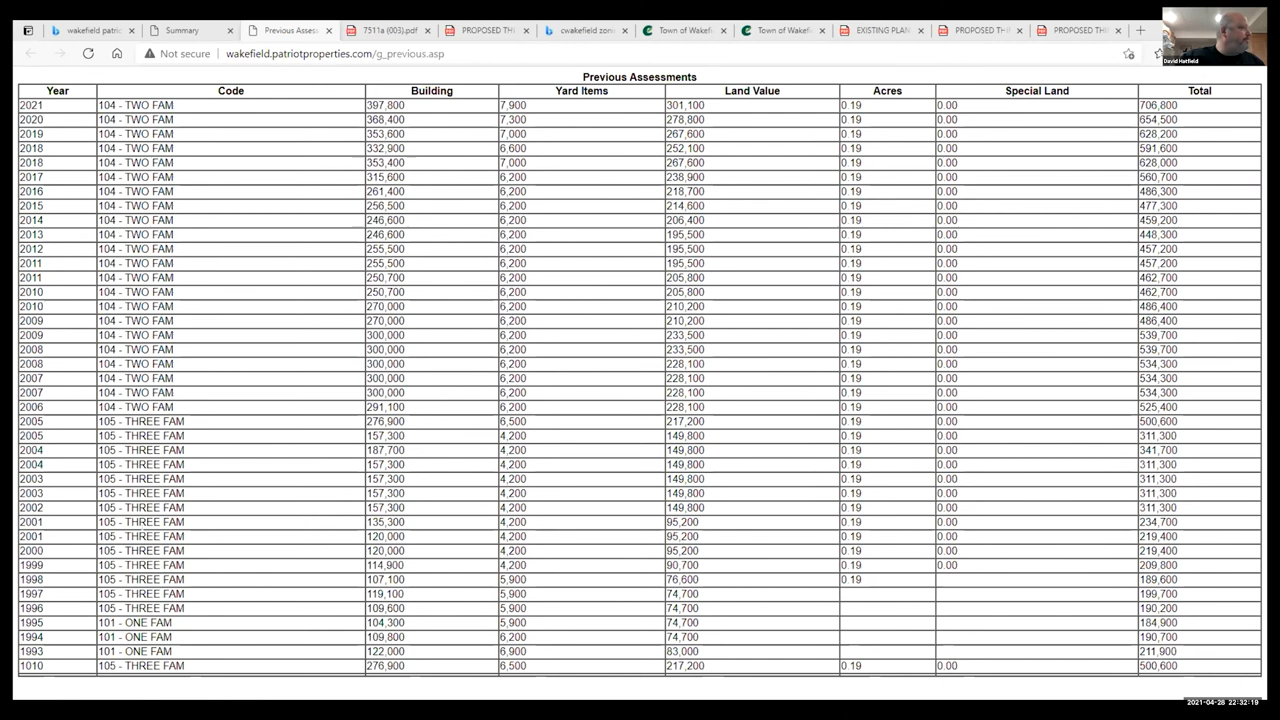 wakefield patric
Summary
Previous Assess
7511a (003).pdf
PROPOSED TH
cwakefield zone
Town of Wakef
Town of Wakef
EXISTING PLAN
PROPOSED TH
PROPOSED TH
Not secure wakefield.patriotproperties.com/g_previous.asp
David Hatfield
Previous Assessments
Year Code Building Yard Items Land Value Acres Special Land Total
2021 104 - TWO FAM 397,800 7,900 301,100 0.19 0.00 706,800
2020 104 - TWO FAM 368,400 7,300 278,800 0.19 0.00 654,500
2019 104 - TWO FAM 353,600 7,000 267,600 0.19 0.00 628,200
2018 104 - TWO FAM 332,900 6,600 252,100 0.19 0.00 591,600
2018 104 - TWO FAM 353,400 7,000 267,600 0.19 0.00 628,000
2017 104 - TWO FAM 315,600 6,200 238,900 0.19 0.00 560,700
2016 104 - TWO FAM 261,400 6,200 218,700 0.19 0.00 486,300
2015 104 - TWO FAM 256,500 6,200 214,600 0.19 0.00 477,300
2014 104 - TWO FAM 246,600 6,200 206,400 0.19 0.00 459,200
2013 104 - TWO FAM 246,600 6,200 195,500 0.19 0.00 448,300
2012 104 - TWO FAM 255,500 6,200 195,500 0.19 0.00 457,200
2011 104 - TWO FAM 255,500 6,200 195,500 0.19 0.00 457,200
2011 104 - TWO FAM 250,700 6,200 205,800 0.19 0.00 462,700
2010 104 - TWO FAM 250,700 6,200 205,800 0.19 0.00 462,700
2010 104 - TWO FAM 270,000 6,200 210,200 0.19 0.00 486,400
2009 104 - TWO FAM 270,000 6,200 210,200 0.19 0.00 486,400
2009 104 - TWO FAM 300,000 6,200 233,500 0.19 0.00 539,700
2008 104 - TWO FAM 300,000 6,200 233,500 0.19 0.00 539,700
2008 104 - TWO FAM 300,000 6,200 228,100 0.19 0.00 534,300
2007 104 - TWO FAM 300,000 6,200 228,100 0.19 0.00 534,300
2007 104 - TWO FAM 300,000 6,200 228,100 0.19 0.00 534,300
2006 104 - TWO FAM 291,100 6,200 228,100 0.19 0.00 525,400
2005 105 - THREE FAM 276,900 6,500 217,200 0.19 0.00 500,600
2005 105 - THREE FAM 157,300 4,200 149,800 0.19 0.00 311,300
2004 105 - THREE FAM 187,700 4,200 149,800 0.19 0.00 341,700
2004 105 - THREE FAM 157,300 4,200 149,800 0.19 0.00 311,300
2003 105 - THREE FAM 157,300 4,200 149,800 0.19 0.00 311,300
2003 105 - THREE FAM 157,300 4,200 149,800 0.19 0.00 311,300
2002 105 - THREE FAM 157,300 4,200 149,800 0.19 0.00 311,300
2001 105 - THREE FAM 135,300 4,200 95,200 0.19 0.00 234,700
2001 105 - THREE FAM 120,000 4,200 95,200 0.19 0.00 219,400
2000 105 - THREE FAM 120,000 4,200 95,200 0.19 0.00 219,400
1999 105 - THREE FAM 114,900 4,200 90,700 0.19 0.00 209,800
1998 105 - THREE FAM 107,100 5,900 76,600 0.19 189,600
1997 105 - THREE FAM 119,100 5,900 74,700 199,700
1996 105 - THREE FAM 109,600 5,900 74,700 190,200
1995 101 - ONE FAM 104,300 5,900 74,700 184,900
1994 101 - ONE FAM 109,800 6,200 74,700 190,700
1993 101 - ONE FAM 122,000 6,900 83,000 211,900
1010 105 - THREE FAM 276,900 6,500 217,200 0.19 0.00 500,600
2021-04-28 22:32:19